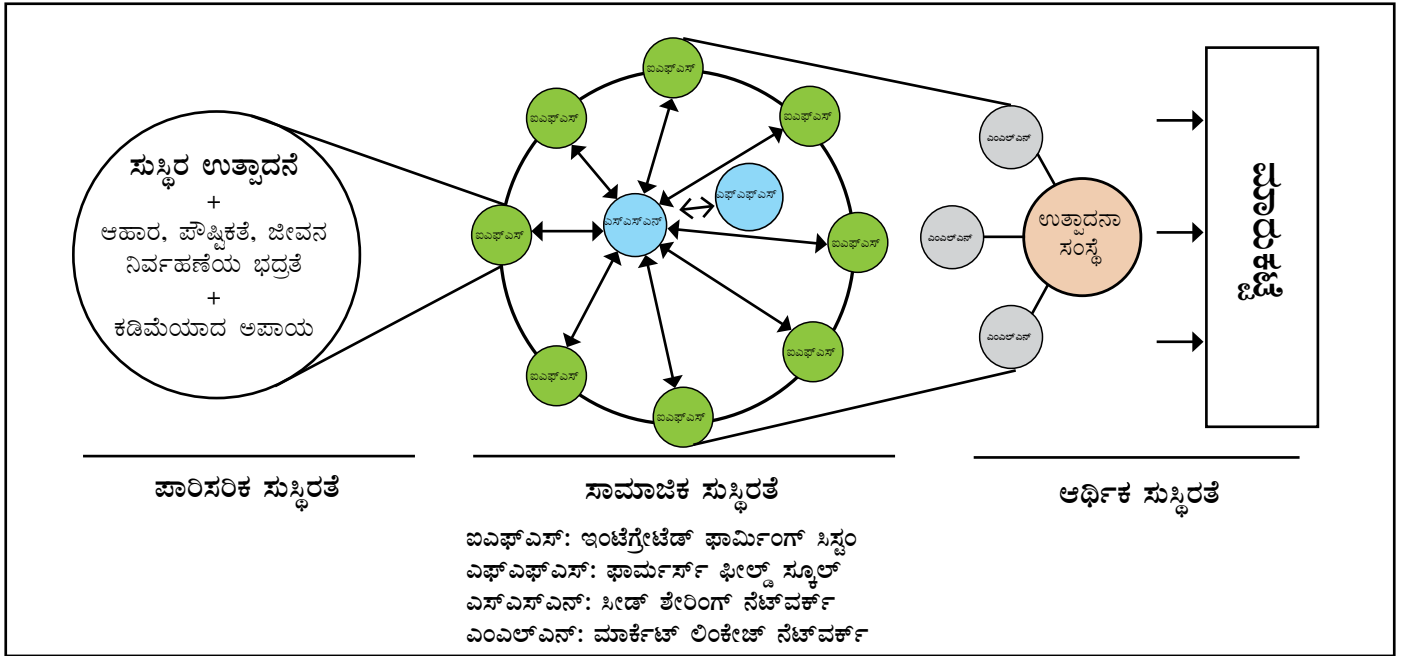 ಸುಸ್ಥಿರ ಉತ್ಪಾದನೆ
+
ಆಹಾರ, ಪೌಷ್ಟಿಕತೆ, ಜೀವನ
ನಿರ್ವಹಣೆಯ ಭದ್ರತೆ
+
ಕಡಿಮೆಯಾದ ಅಪಾಯ
ಐಎಫ್ಎಸ್
ಐಎಫ್ಎಸ್
ಐಎಫ್ಎಸ್
ಐಎಫ್ಎಸ್
ಐಎಫ್ಎಸ್
ಐಎಫ್ಎಸ್
ಐಎಫ್ಎಸ್
ಐಎಫ್ಎಸ್
ಎಸ್ಎಸ್ಎನ್
ಎಫ್ಎಫ್ಎಸ್
ಎಂಎಲ್ಎನ್
ಎಂಎಲ್ಎನ್
ಎಂಎಲ್ಎನ್
ಉತ್ಪಾದನಾ
ಸಂಸ್ಥೆ
ಮಾರುಕಟ್ಟೆ
ಪಾರಿಸರಿಕ ಸುಸ್ಥಿರತೆ
ಸಾಮಾಜಿಕ ಸುಸ್ಥಿರತೆ
ಆರ್ಥಿಕ ಸುಸ್ಥಿರತೆ
ಐಎಫ್ಎಸ್: ಇಂಟೆಗ್ರೇಟೆಡ್ ಫಾರ್ಮಿಂಗ್ ಸಿಸ್ಟಂ
ಎಫ್ಎಫ್ಎಸ್: ಫಾರ್ಮರ್ಸ್ ಫೀಲ್ಡ್ ಸ್ಕೂಲ್
ಎಸ್ಎಸ್ಎನ್: ಸೀಡ್ ಶೇರಿಂಗ್ ನೆಟ್‌ವರ್ಕ್
ಎಂಎಲ್ಎನ್: ಮಾರ್ಕೆಟ್ ಲಿಂಕೇಜ್ ನೆಟ್‌ವರ್ಕ್